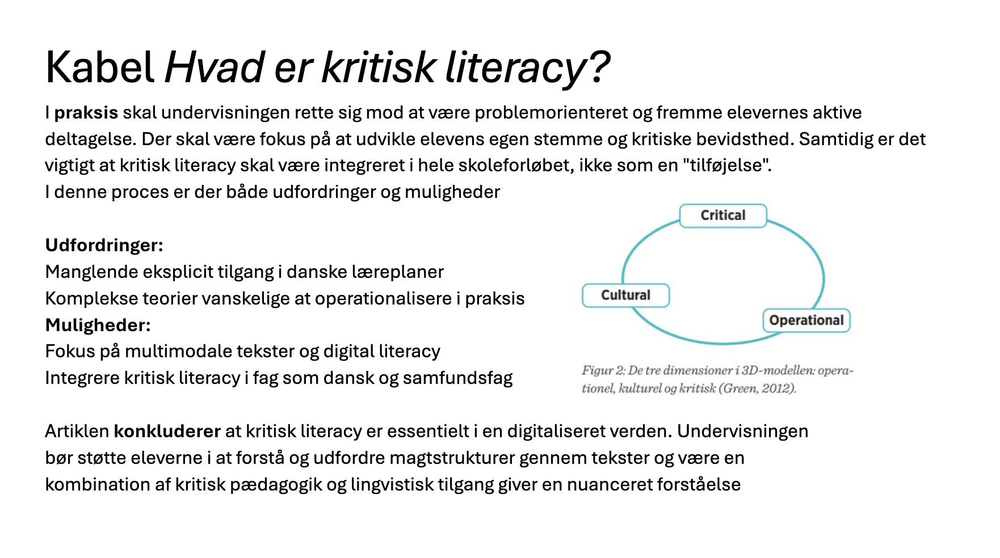 Kabel Hvad er kritisk literacy?
I praksis skal undervisningen rette sig mod at være problemorienteret og fremme elevernes aktive
deltagelse. Der skal være fokus på at udvikle elevens egen stemme og kritiske bevidsthed. Samtidig er det
vigtigt at kritisk literacy skal være integreret i hele skoleforløbet, ikke som en "tilføjelse".
I denne proces er der både udfordringer og muligheder
Udfordringer:
Manglende eksplicit tilgang i danske læreplaner
Komplekse teorier vanskelige at operationalisere i praksis
Muligheder:
Fokus på multimodale tekster og digital literacy
Integrere kritisk literacy i fag som dansk og samfundsfag
Critical
Cultural
Operational
Figur 2: De tre dimensioner i 3D-modellen: opera-
tionel, kulturel og kritisk (Green, 2012).
Artiklen konkluderer at kritisk literacy er essentielt i en digitaliseret verden. Undervisningen
bør støtte eleverne i at forstå og udfordre magtstrukturer gennem tekster og være en
kombination af kritisk pædagogik og lingvistisk tilgang giver en nuanceret forståelse